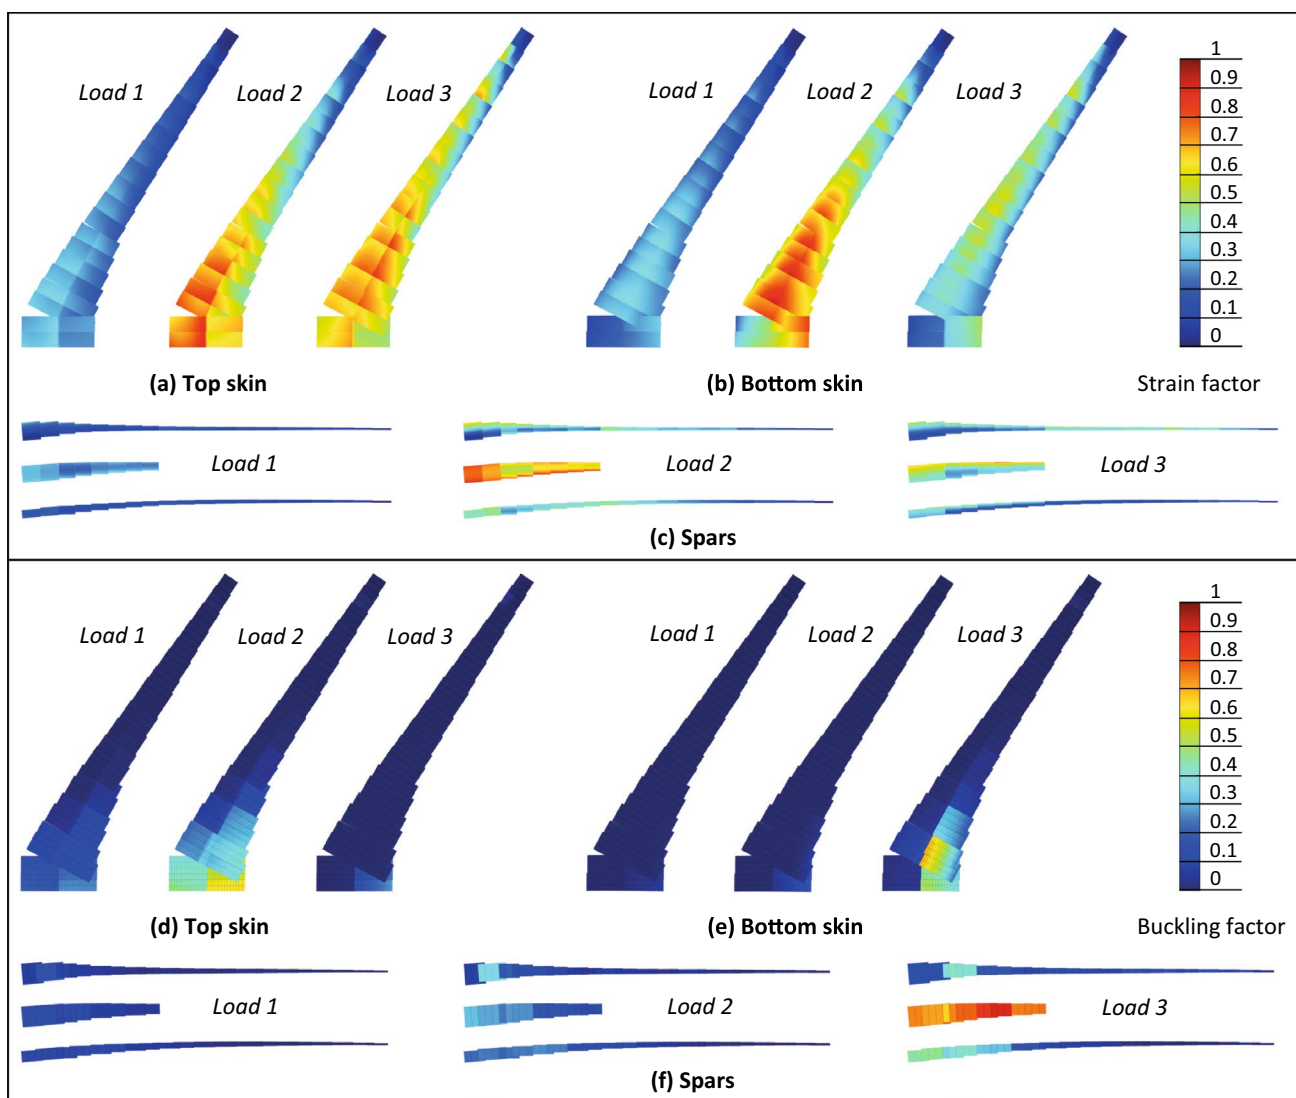 Load 1
Load 2
Load 3
Load 1
Load 2
Load 3
1
0.9
0.8
0.7
0.6
0.5
0.4
0.3
0.2
0.1
0
(a) Top skin
(b) Bottom skin
Strain factor
Load 1
Load 2
Load 3
(c) Spars
Load 1
Load 2
Load 3
Load 1
Load 2
Load 3
1
0.9
0.8
0.7
0.6
0.5
0.4
0.3
0.2
0.1
0
(d) Top skin
(e) Bottom skin
Buckling factor
Load 1
Load 2
Load 3
(f) Spars